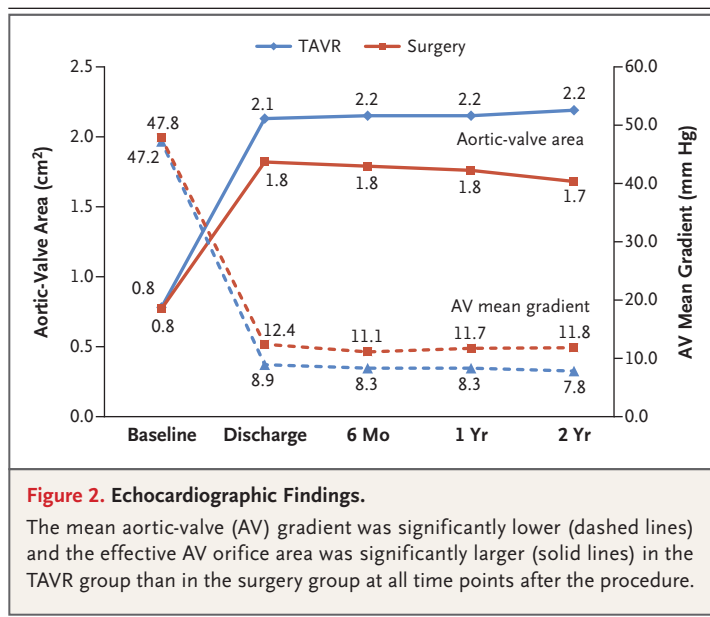 TAVR Surgery
2.5 60.0
2.0 50.0
1.5 40.0
30.0
1.0 20.0
0.5 10.0
0.0 0.0
Aortic-Valve Area (cm²)
AV Mean Gradient (mm Hg)
47.8
47.2
2.1 2.2 2.2 2.2
Aortic-valve area
1.8 1.8 1.8 1.7
0.8
0.8
AV mean gradient
12.4 11.1 11.7 11.8
8.9 8.3 8.3 7.8
Baseline Discharge 6 Mo 1 Yr 2 Yr
Figure 2. Echocardiographic Findings.
The mean aortic-valve (AV) gradient was significantly lower (dashed lines)
and the effective AV orifice area was significantly larger (solid lines) in the
TAVR group than in the surgery group at all time points after the procedure.